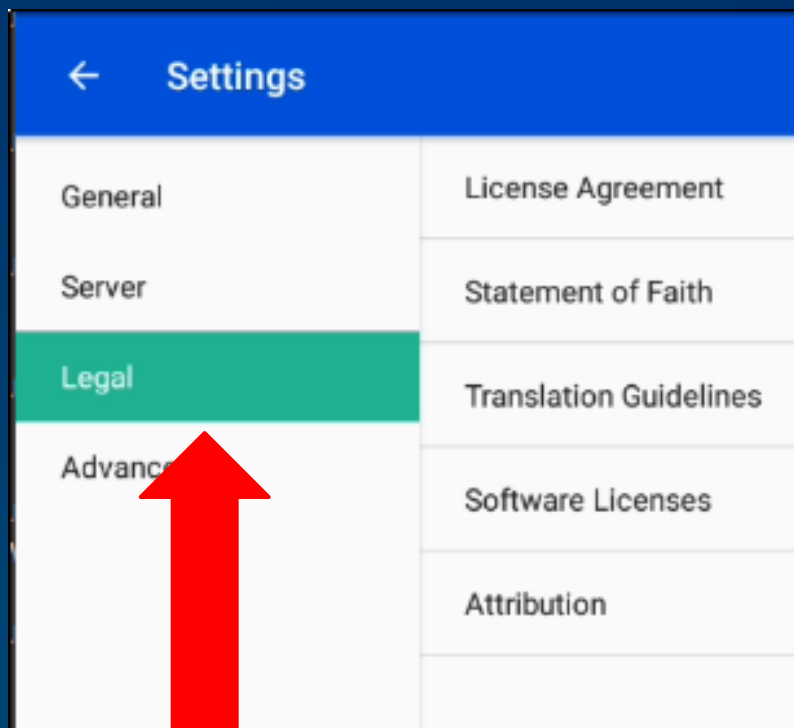 Settings
General
Server
Legal
License Agreement
Statement of Faith
Translation Guidelines
Software Licenses
Attribution